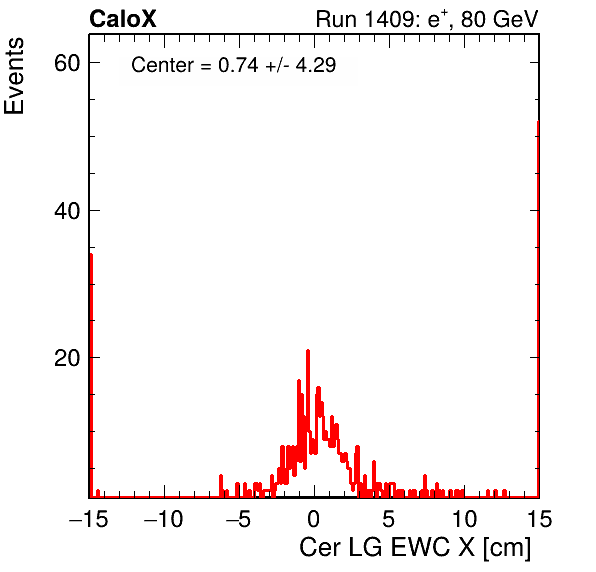 CaloX Run 1409: e⁺, 80 GeV
Events
Center = 0.74 +/- 4.29
60
40
20
−15 −10 −5 0 5 10 15
Cer LG EWC X [cm]